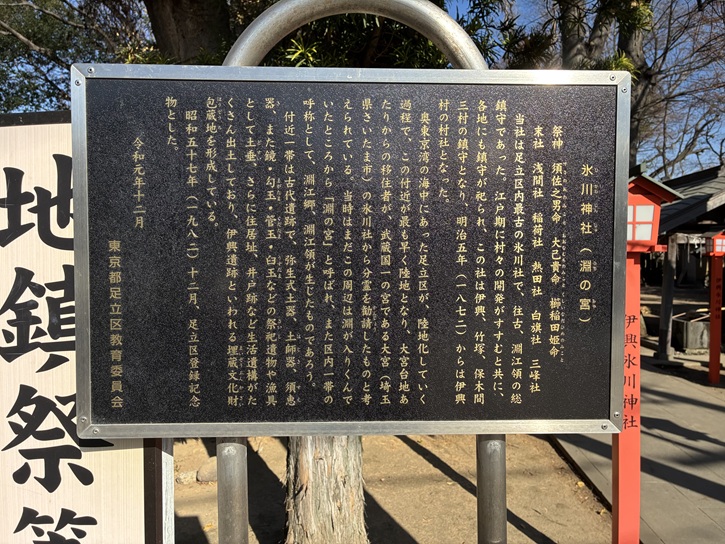 氷川神社（淵の宮）
祭神　須佐之男命　大己貴命　櫛稲田姫命
末社　浅間社　稲荷社　熱田社　白旗社　三峰社
当社は足立区内最古の氷川神社で、往古、淵江領の総
鎮守であった。江戸期に村々の開発がすすむと共に、
各地にも鎮守が祀られ、この社は伊興、竹塚、保木間
三村の鎮守となり、明治五年（一八七二）からは伊興
村の村社となった。
奥東京湾の海中にあった足立区が、陸地化していく
過程で、この付近が最も早く陸地となり、大宮台地あ
たりからの移住者が、武蔵国一の宮である大宮（埼玉
県さいたま市）の氷川社から分霊を勧請したものと考
えられている。当時はまだこの周辺は淵が入りくんで
いたところから「淵の宮」と呼ばれ、また区内一帯の
呼称として、淵江郷、淵江領が生じたものであろう。
付近一帯は古代遺跡で、弥生式土器、土師器、須恵
器、また鏡・勾玉・管玉・臼玉などの祭祀遺物や漁具
として土垂、さらに住居址、井戸跡など生活遺構がた
くさん出土しており、伊興遺跡といわれる埋蔵文化財
包蔵地を形成している。
昭和五十七年（一九八二）十二月、足立区登録記念
物とした。
令和元年十二月
東京都足立区教育委員会
地鎮祭等
伊興氷川神社